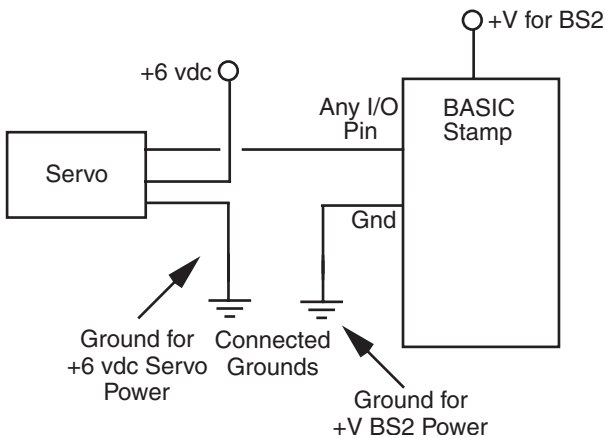 +V for BS2
+6 vdc
Any I/O
Pin
BASIC
Stamp
Servo
Gnd
Ground for
+6 vdc Servo
Power
Connected
Grounds
Ground for
+V BS2 Power